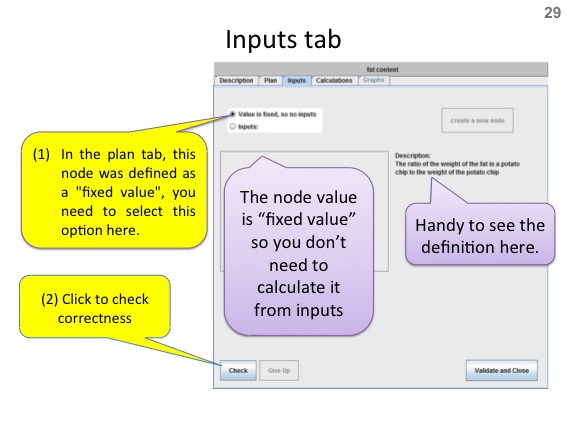 29
Inputs tab
fat content
Description Plan Inputs Calculations Graphs
Value is fixed, so no inputs
Inputs:
create a new node
Description:
The ratio of the weight of the fat in a potato
chip to the weight of the potato chip
(1) In the plan tab, this
node was defined as
a "fixed value", you
need to select this
option here.
The node value
is “fixed value”
so you don’t
need to
calculate it
from inputs
Handy to see the
definition here.
(2) Click to check
correctness
Check Give Up Validate and Close